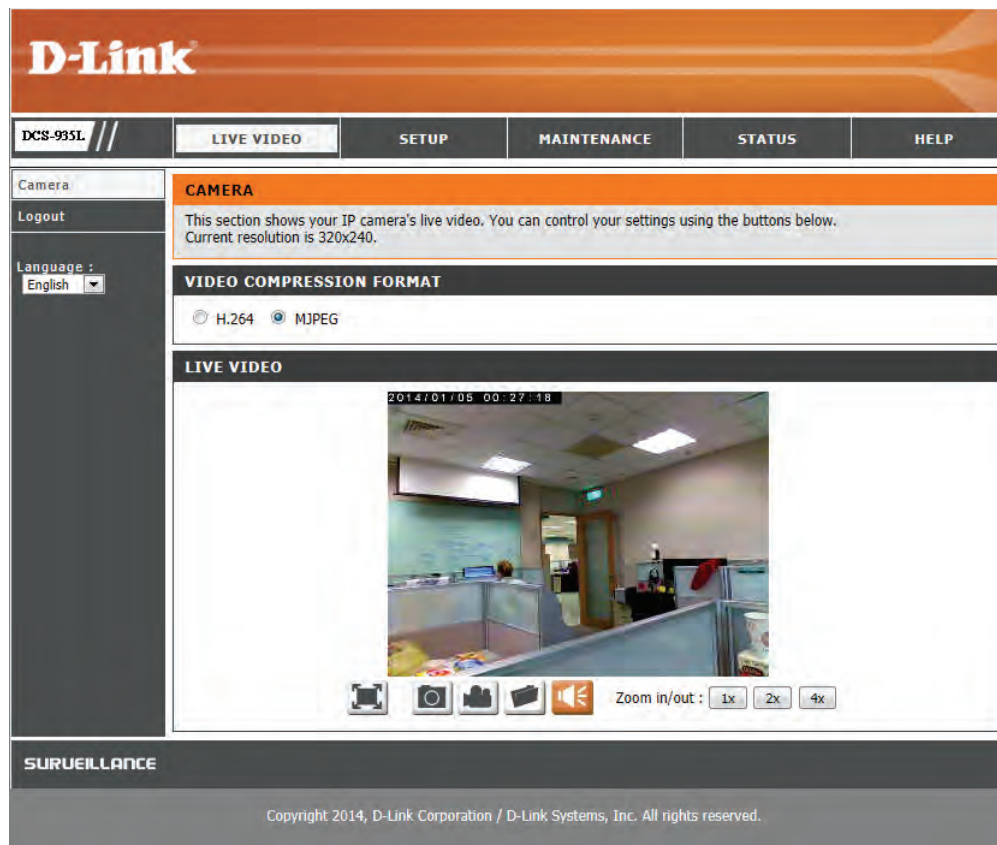 D-Link
DCS-935L
LIVE VIDEO
SETUP
MAINTENANCE
STATUS
HELP
Camera
Logout
Language :
English
CAMERA
This section shows your IP camera's live video. You can control your settings using the buttons below.
Current resolution is 320x240.
VIDEO COMPRESSION FORMAT
H.264 MJPEG
LIVE VIDEO
2014/01/05 00:27:18
Zoom in/out : 1x 2x 4x
SURVEILLANCE
Copyright 2014, D-Link Corporation / D-Link Systems, Inc. All rights reserved.